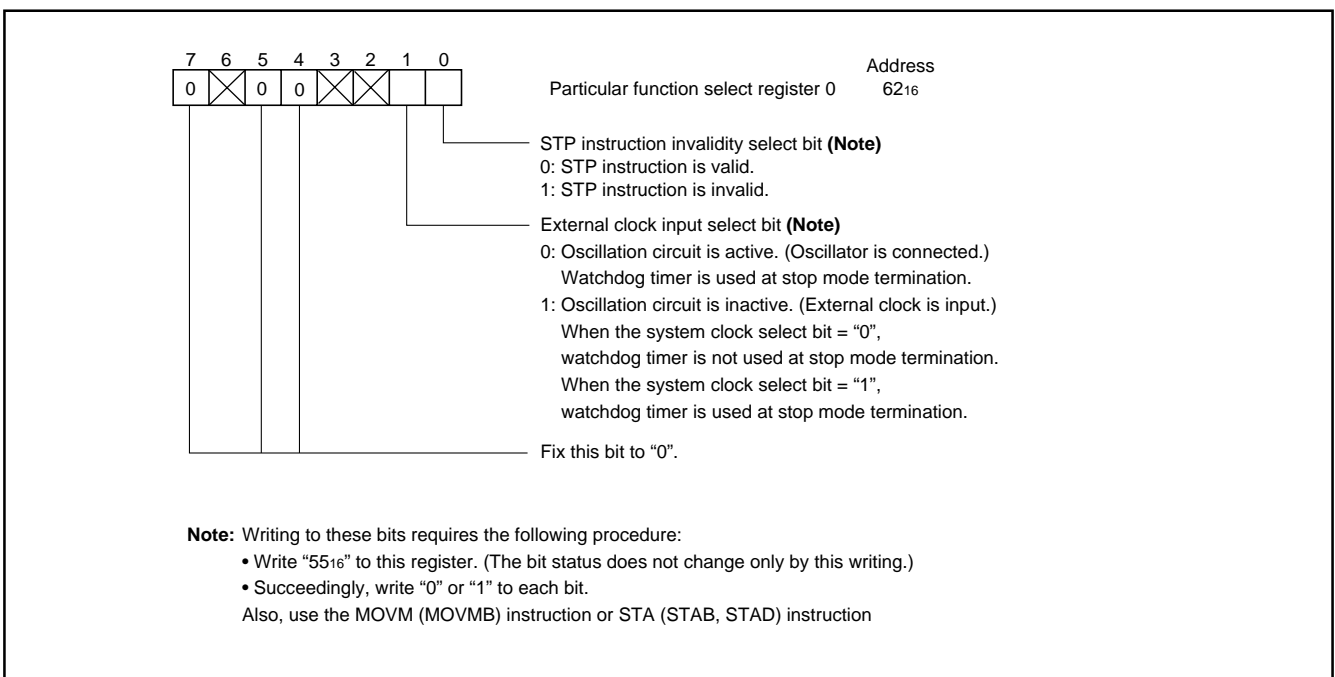 7 6 5 4 3 2 1 0
Address
0 0 0
Particular function select register 0 6216
STP instruction invalidity select bit (Note)
0: STP instruction is valid.
1: STP instruction is invalid.
External clock input select bit (Note)
0: Oscillation circuit is active. (Oscillator is connected.)
Watchdog timer is used at stop mode termination.
1: Oscillation circuit is inactive. (External clock is input.)
When the system clock select bit = “0”,
watchdog timer is not used at stop mode termination.
When the system clock select bit = “1”,
watchdog timer is used at stop mode termination.
Fix this bit to “0”.
Note: Writing to these bits requires the following procedure:
• Write “5516” to this register. (The bit status does not change only by this writing.)
• Succeedingly, write “0” or “1” to each bit.
Also, use the MOVM (MOVMB) instruction or STA (STAB, STAD) instruction